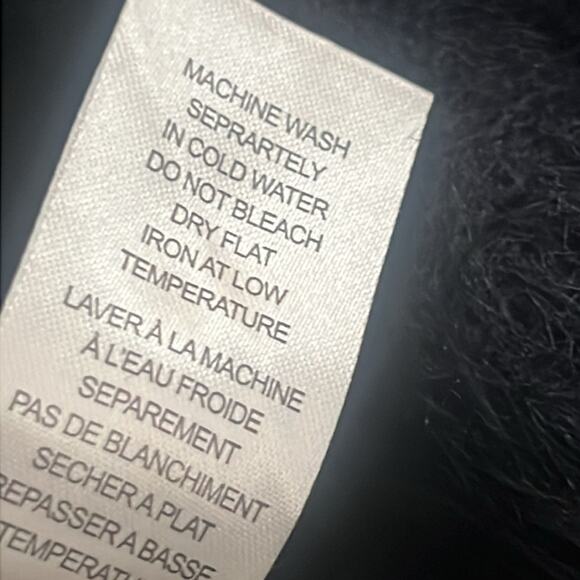 MACHINE WASH
SEPRARTELY
IN COLD WATER
DO NOT BLEACH
DRY FLAT
IRON AT LOW
TEMPERATURE
LAVER À LA MACHINE
À L'EAU FROIDE
SEPAREMENT
PAS DE BLANCHIMENT
SECHER A PLAT
REPASSER A BASSE